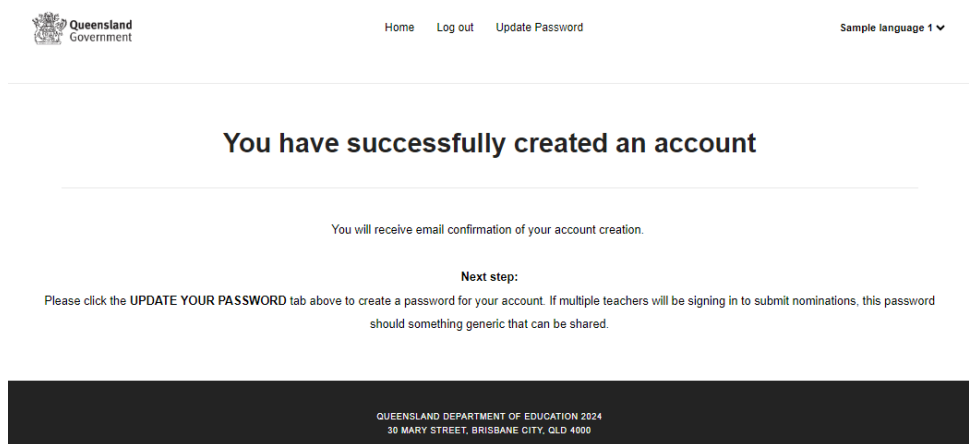 Queensland
Government
Home Log out Update Password
Sample language 1
You have successfully created an account
You will receive email confirmation of your account creation.
Next step:
Please click the UPDATE YOUR PASSWORD tab above to create a password for your account. If multiple teachers will be signing in to submit nominations, this password
should something generic that can be shared.
QUEENSLAND DEPARTMENT OF EDUCATION 2024
30 MARY STREET, BRISBANE CITY, QLD 4000